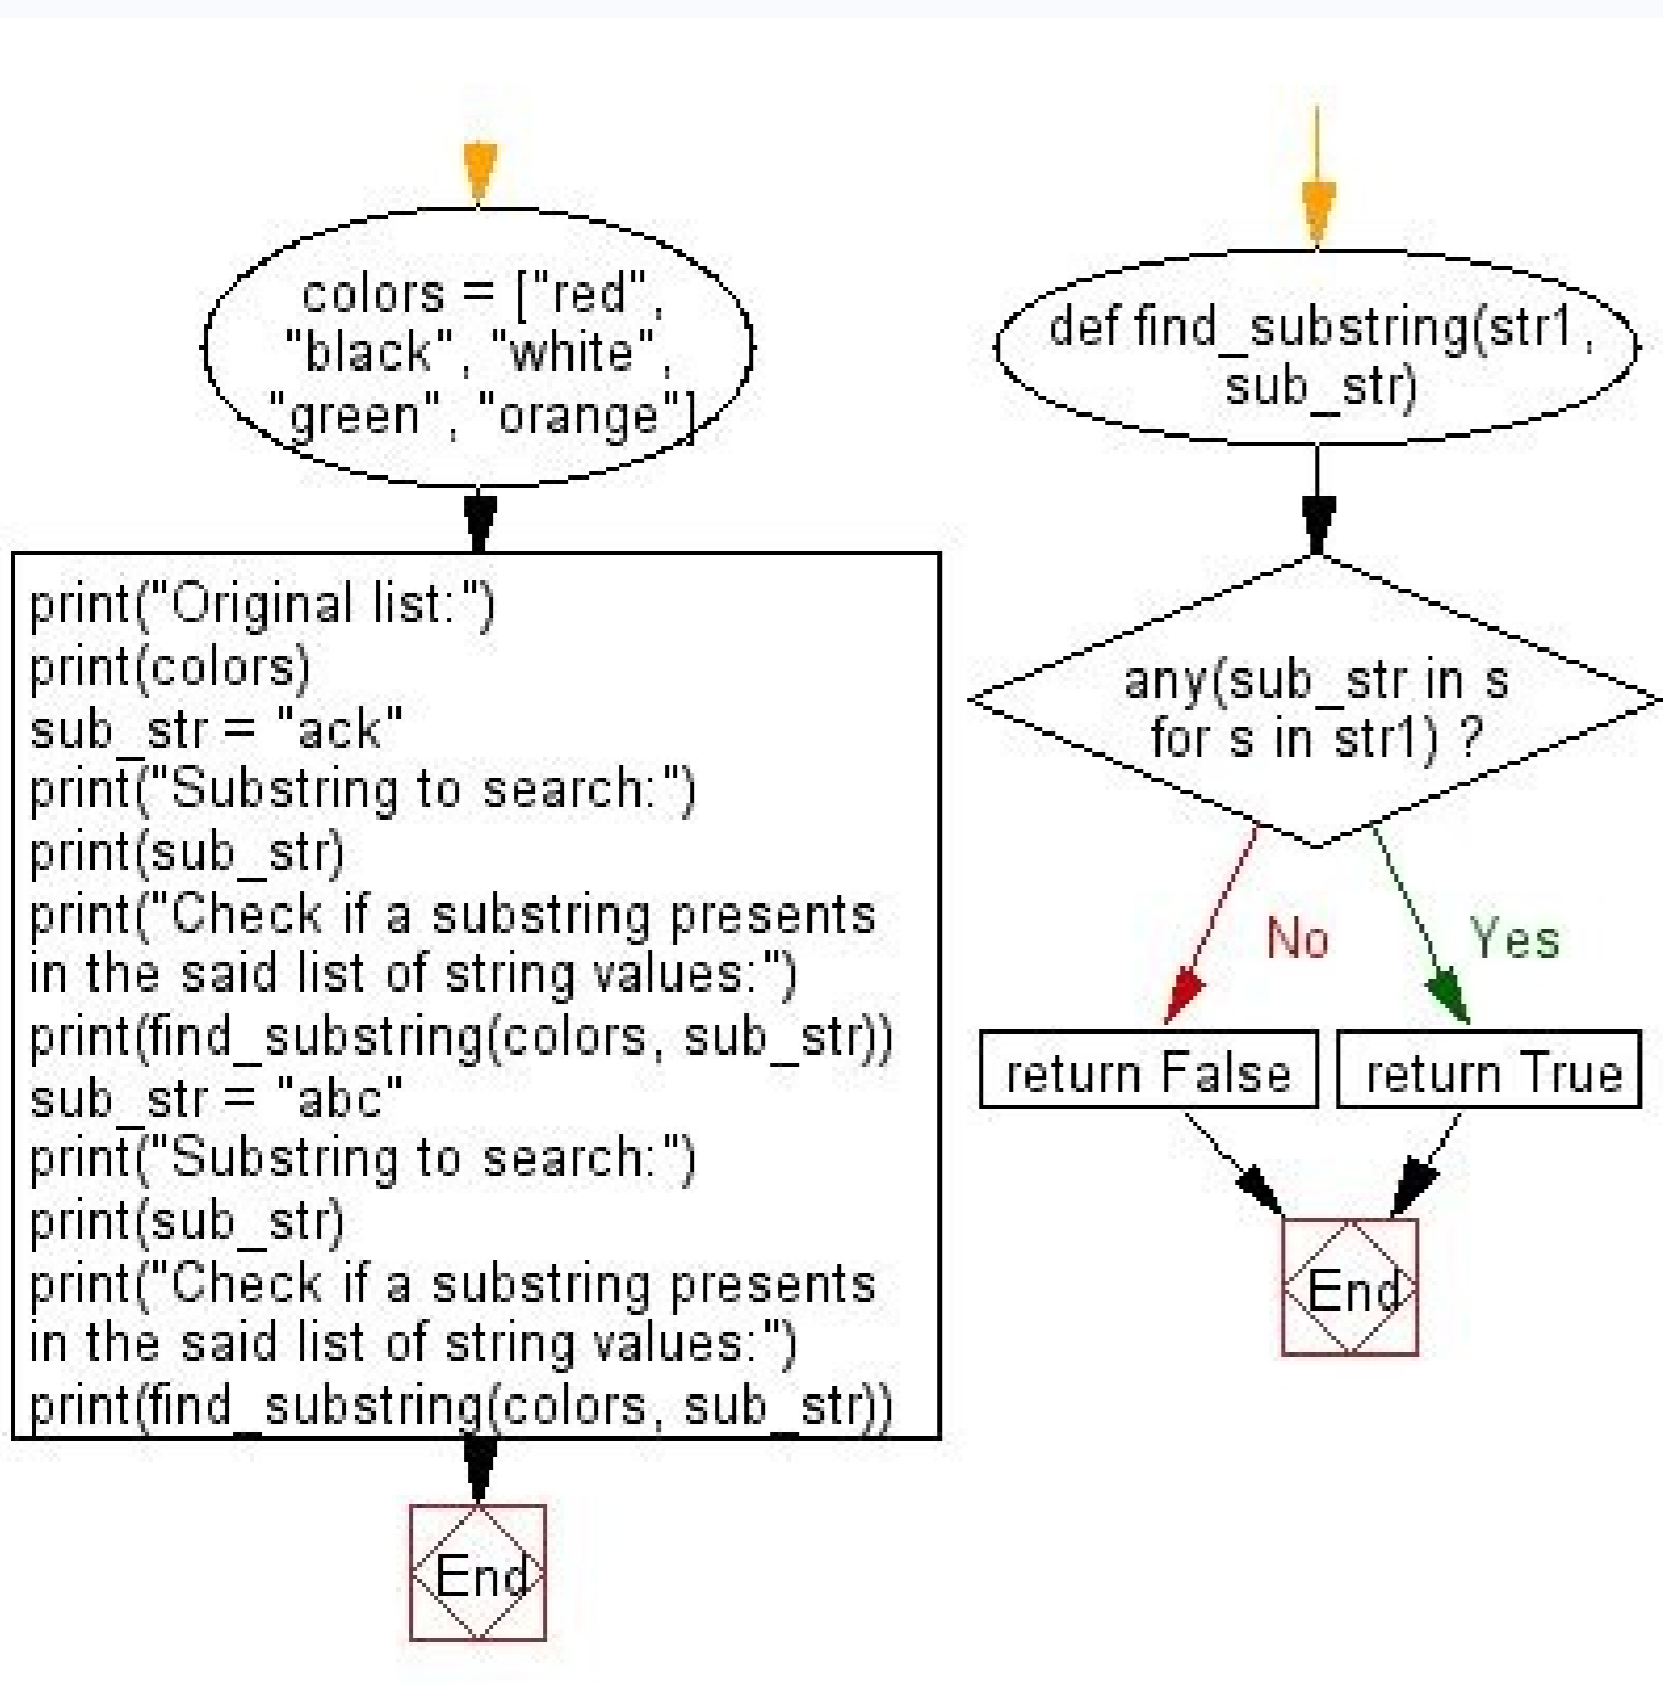 colors = ["red",
"black", "white",
"green", "orange"]
print("Original list:")
print(colors)
sub_str = "ack"
print("Substring to search:")
print(sub_str)
print("Check if a substring presents
in the said list of string values:")
print(find_substring(colors, sub_str))
sub_str = "abc"
print("Substring to search:")
print(sub_str)
print("Check if a substring presents
in the said list of string values:")
print(find_substring(colors, sub_str))
End
def find_substring(str1,
sub_str)
any(sub_str in s
for s in str1) ?
No
Yes
return False
return True
End